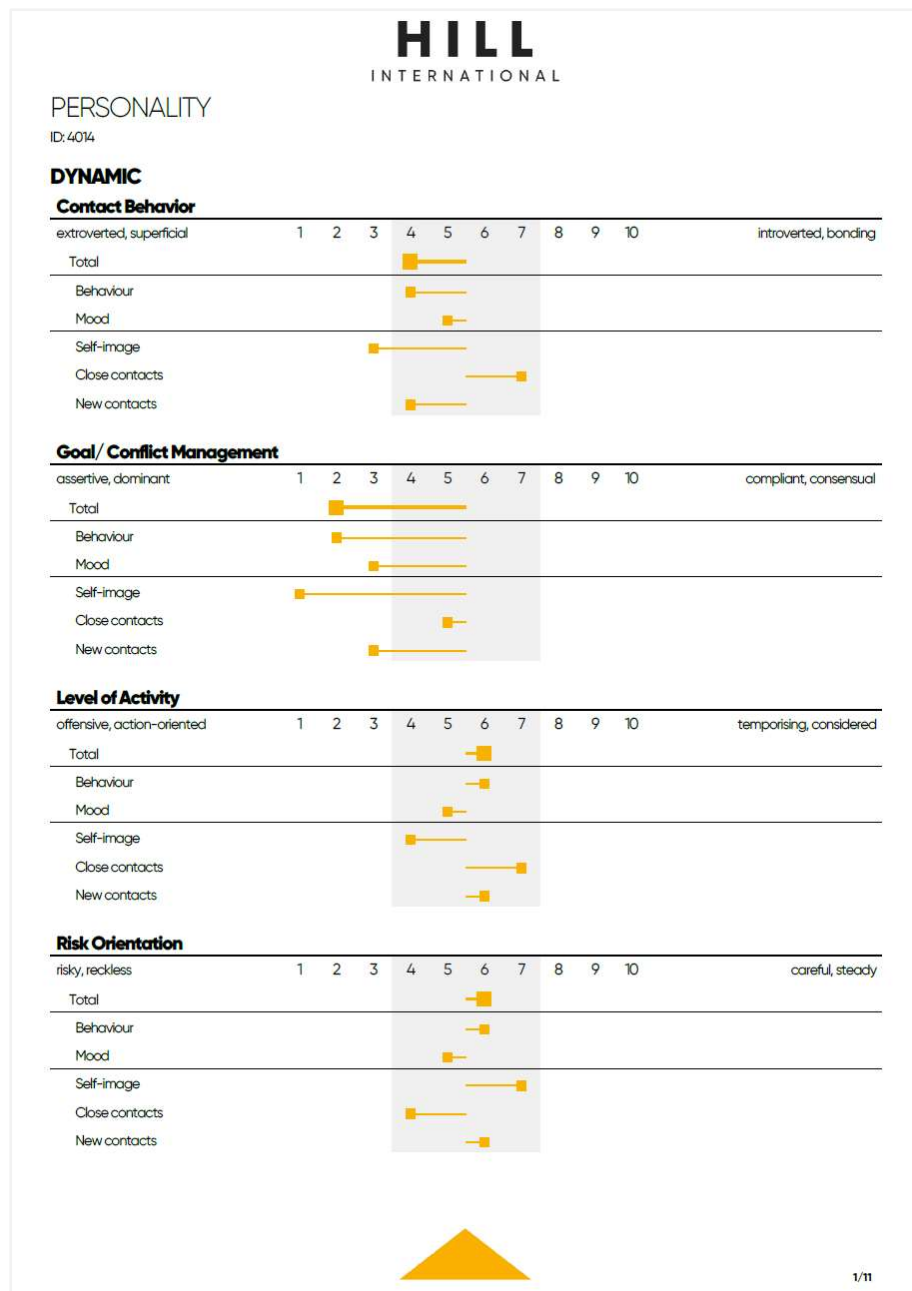 HILL
INTERNATIONAL
PERSONALITY
ID: 4014
DYNAMIC
Contact Behavior
extroverted, superficial 1 2 3 4 5 6 7 8 9 10 introverted, bonding
Total
Behaviour
Mood
Self-image
Close contacts
New contacts
Goal/ Conflict Management
assertive, dominant 1 2 3 4 5 6 7 8 9 10 compliant, consensual
Total
Behaviour
Mood
Self-image
Close contacts
New contacts
Level of Activity
offensive, action-oriented 1 2 3 4 5 6 7 8 9 10 temporising, considered
Total
Behaviour
Mood
Self-image
Close contacts
New contacts
Risk Orientation
risky, reckless 1 2 3 4 5 6 7 8 9 10 careful, steady
Total
Behaviour
Mood
Self-image
Close contacts
New contacts
1/11